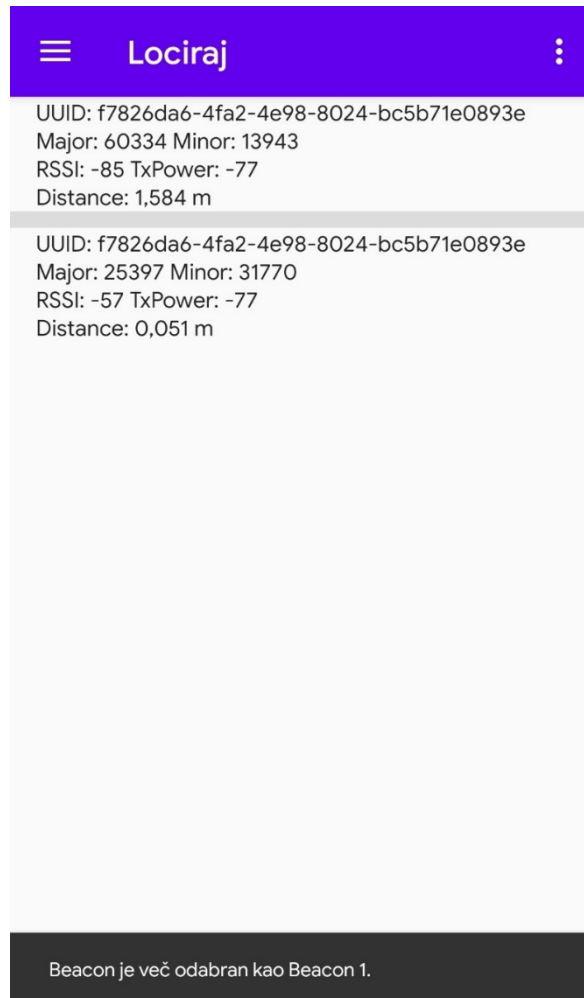 Lociraj
UUID: f7826da6-4fa2-4e98-8024-bc5b71e0893e
Major: 60334 Minor: 13943
RSSI: -85 TxPower: -77
Distance: 1,584 m
UUID: f7826da6-4fa2-4e98-8024-bc5b71e0893e
Major: 25397 Minor: 31770
RSSI: -57 TxPower: -77
Distance: 0,051 m
Beacon je več odabran kao Beacon 1.